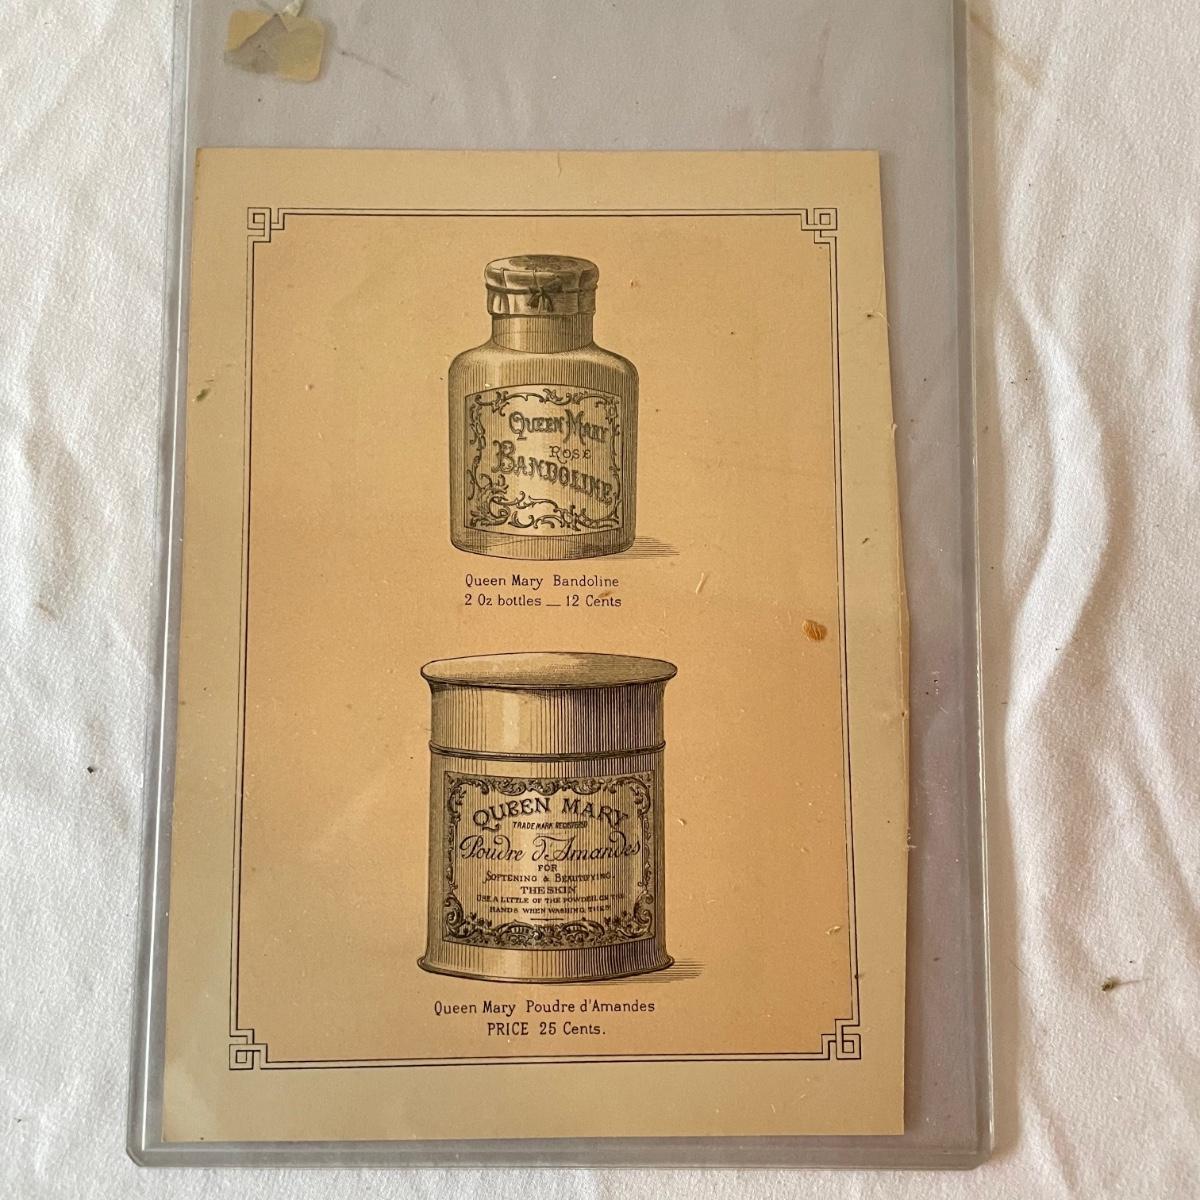 Queen Mary
Rose
Bandoline
Queen Mary Bandoline
2 Oz bottles — 12 Cents
QUEEN MARY
TRADE MARK REGISTERED
Poudre d'Amandes
FOR
SOFTENING & BEAUTIFYING.
THE SKIN
USE A LITTLE OF THE POWDER ON THE
HANDS WHEN WASHING THEM
Queen Mary Poudre d'Amandes
PRICE 25 Cents.